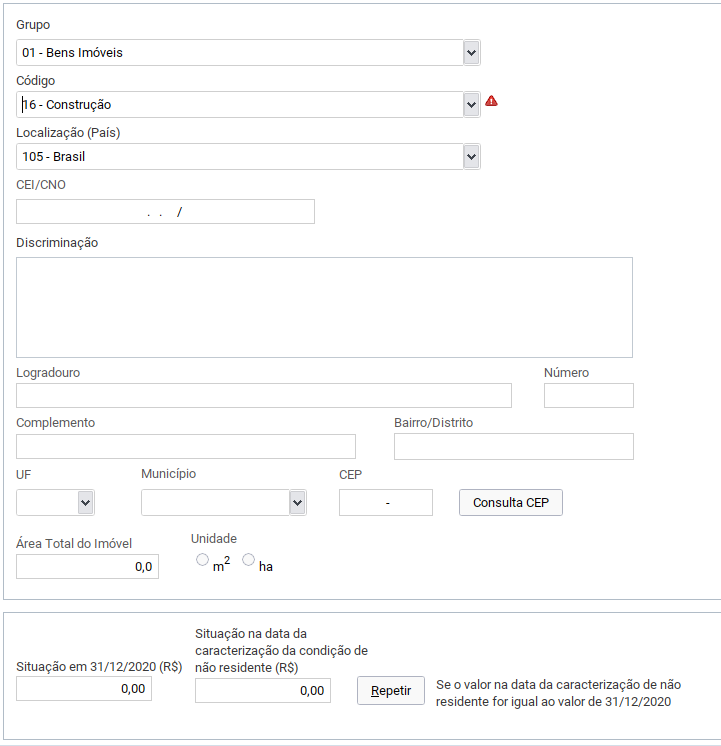 Grupo
01 - Bens Imóveis
Código
16 - Construção
Localização (País)
105 - Brasil
CEI/CNO
. . /
Discriminação
Logradouro Número
Complemento Bairro/Distrito
UF Município CEP
- Consulta CEP
Área Total do Imóvel Unidade
0,0 m² ha
Situação na data da
caracterização da condição de
Situação em 31/12/2020 (R$) não residente (R$)
0,00 0,00 Repetir Se o valor na data da caracterização de não
residente for igual ao valor de 31/12/2020